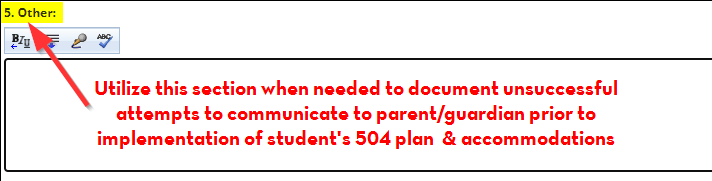 5. Other:
BIU ABC
Utilize this section when needed to document unsuccessful
attempts to communicate to parent/guardian prior to
implementation of student's 504 plan & accommodations